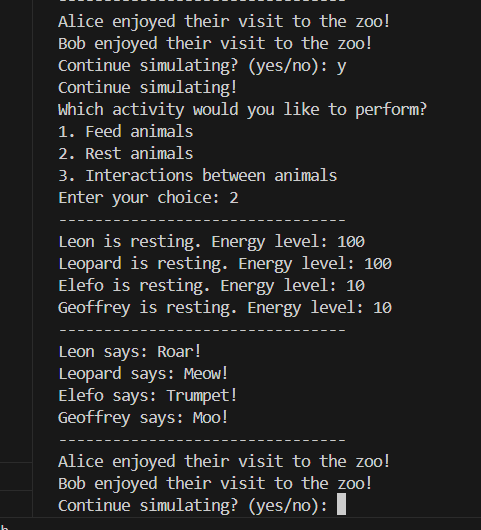 --------------------------------
Alice enjoyed their visit to the zoo!
Bob enjoyed their visit to the zoo!
Continue simulating? (yes/no): y
Continue simulating!
Which activity would you like to perform?
1. Feed animals
2. Rest animals
3. Interactions between animals
Enter your choice: 2
--------------------------------
Leon is resting. Energy level: 100
Leopard is resting. Energy level: 100
Elefo is resting. Energy level: 10
Geoffrey is resting. Energy level: 10
--------------------------------
Leon says: Roar!
Leopard says: Meow!
Elefo says: Trumpet!
Geoffrey says: Moo!
--------------------------------
Alice enjoyed their visit to the zoo!
Bob enjoyed their visit to the zoo!
Continue simulating? (yes/no):